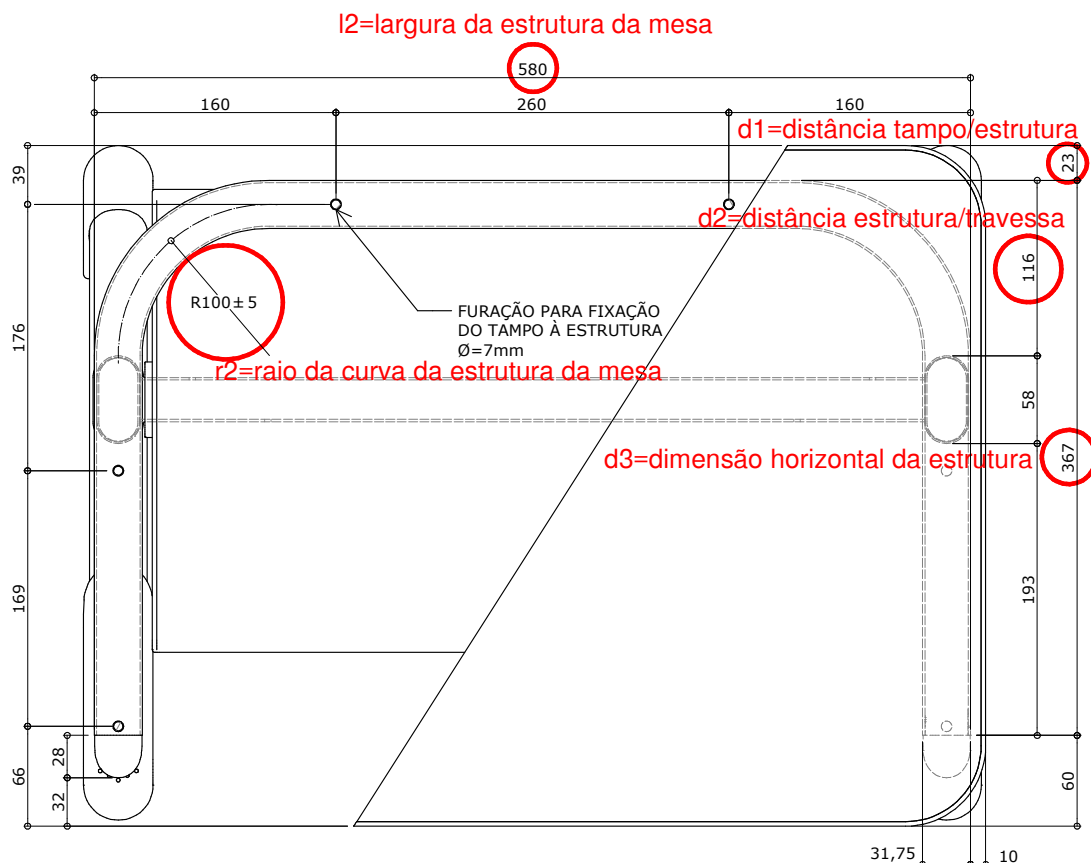 l2=largura da estrutura da mesa
580
160
260
160
d1=distância tampo/estrutura
39
23
d2=distância estrutura/travessa
116
R100±5
FURAÇÃO PARA FIXAÇÃO
DO TAMPO À ESTRUTURA
Ø=7mm
176
r2=raio da curva da estrutura da mesa
58
d3=dimensão horizontal da estrutura
367
169
193
28
66
32
60
31,75
10